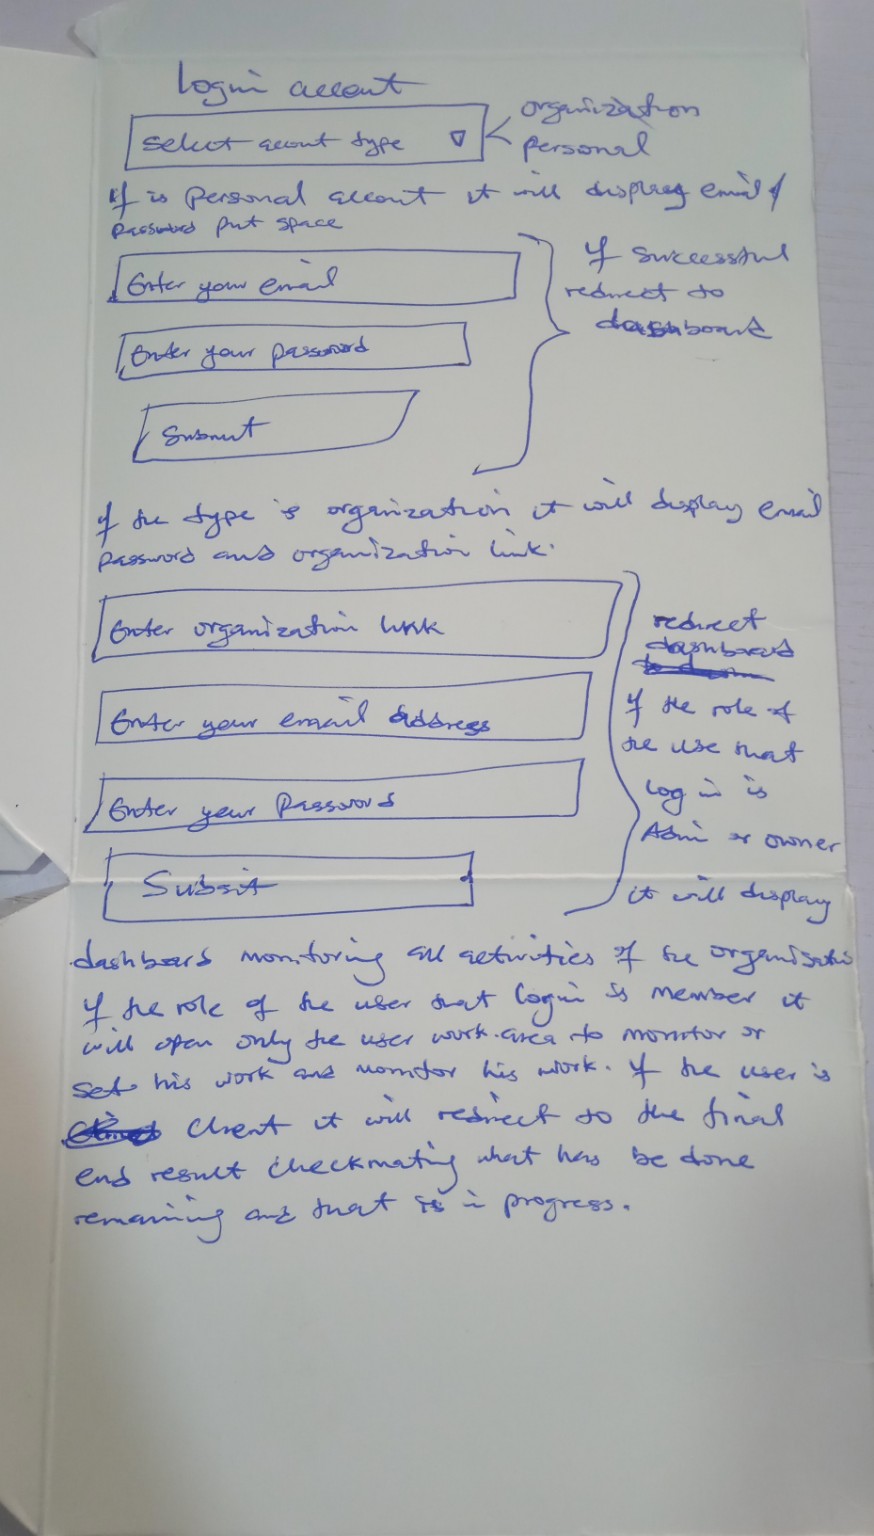 Login account
Select acount type
organization
personal
If is personal account it will display email /
password put space
Enter your email
Enter your password
Submit
If successful
redirect to
dashboard
If the type is organization it will display email
password and organization link.
Enter organization link
Enter your email address
Enter your Password
Submit
redirect
dashboard
if the role of
the use that
log in is
Admin or owner
it will display
dashboard monitoring all activities of the organisation
if the role of the user that login is member it
will open only the user work area to monitor or
set his work and monitor his work. If the user is
client it will redirect to the final
end result checkmating what has be done
remaining and that is in progress.